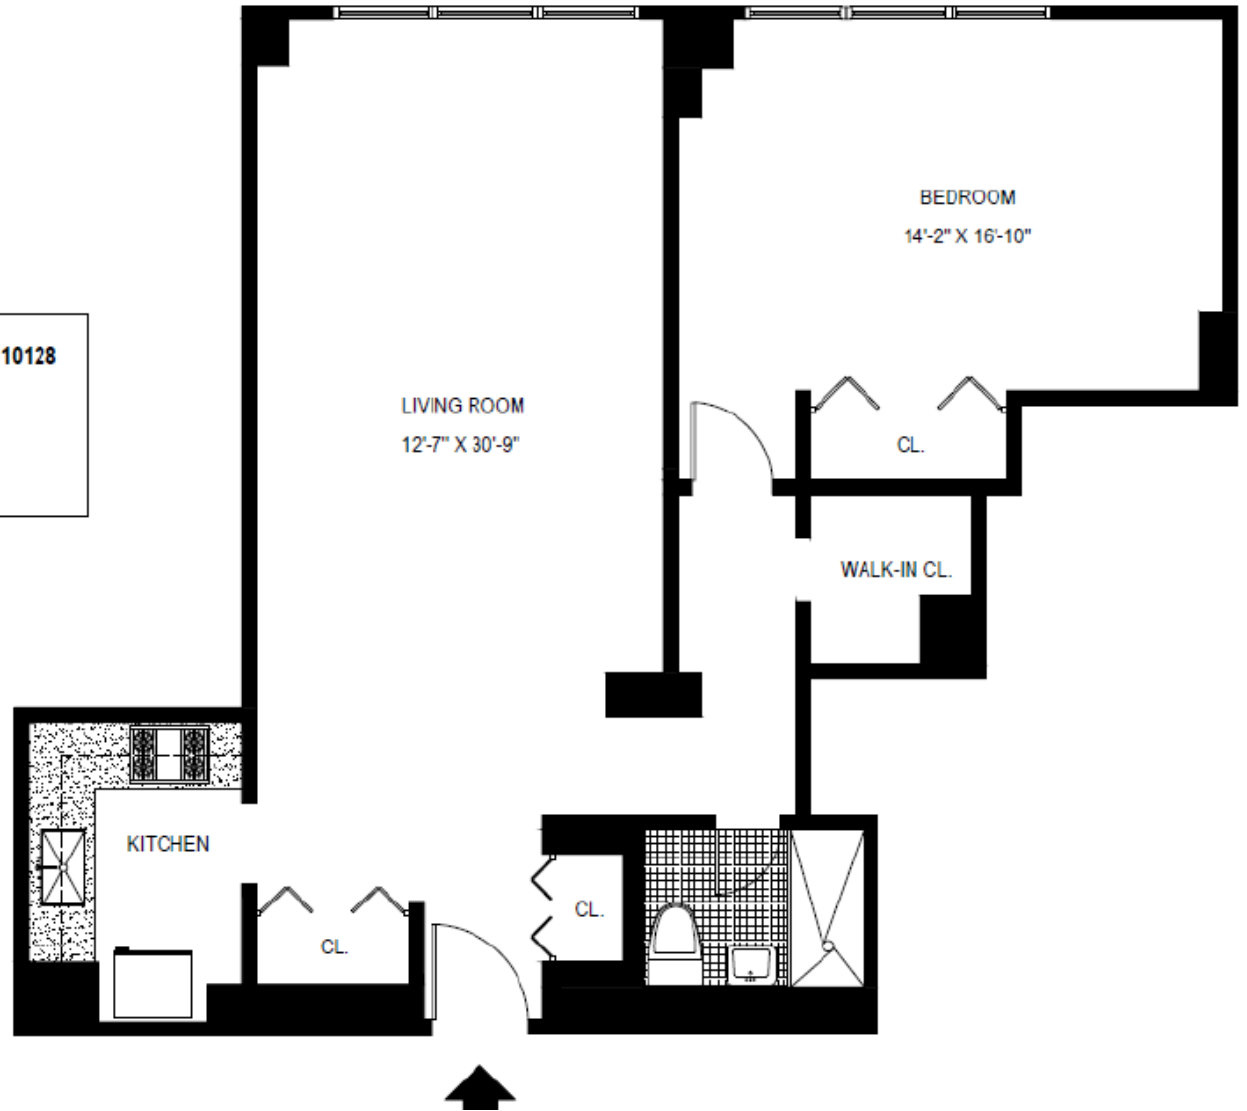 BEDROOM
14'-2" X 16'-10"
10128
LIVING ROOM
12'-7" X 30'-9"
CL.
WALK-IN CL.
KITCHEN
CL.
CL.